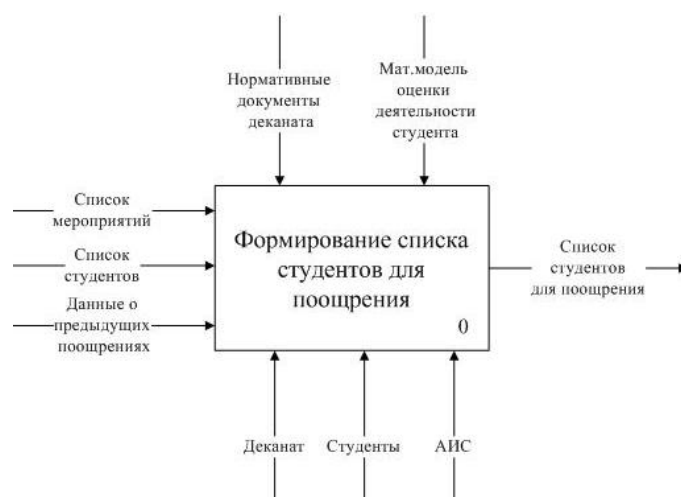 Нормативные
документы
деканата
Мат.модель
оценки
деятельности
студента
Список
мероприятий
Список
студентов
Данные о
предыдущих
поощрениях
Формирование списка
студентов для
поощрения
0
Список
студентов
для поощрения
Деканат
Студенты
АИС